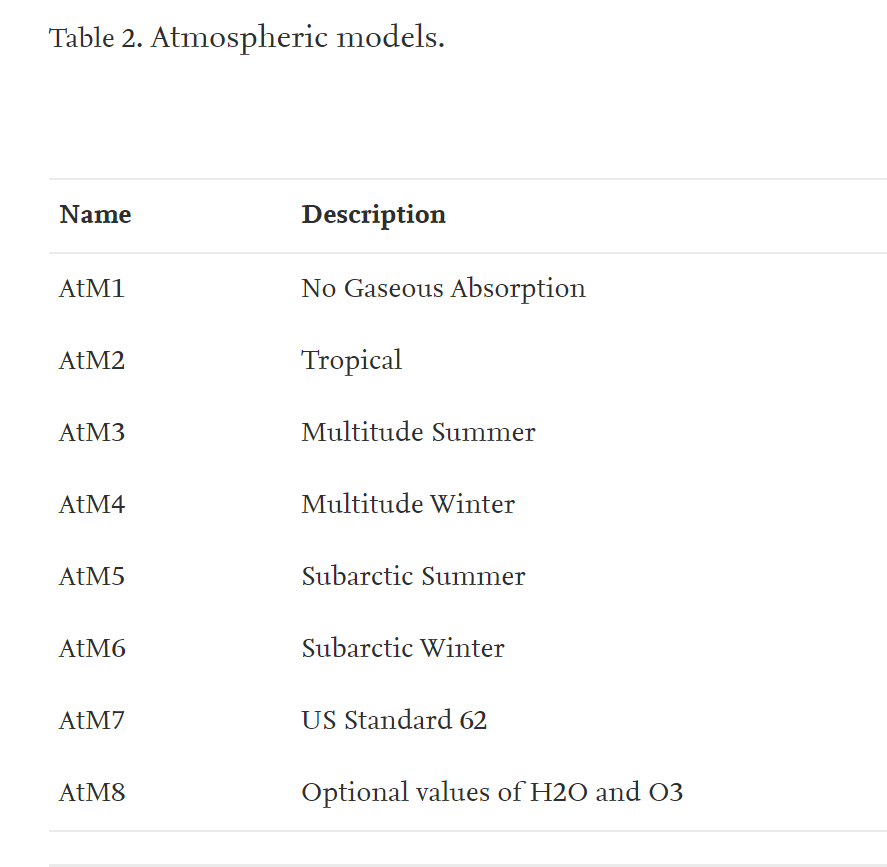 Table 2. Atmospheric models.
Name Description
AtM1 No Gaseous Absorption
AtM2 Tropical
AtM3 Multitude Summer
AtM4 Multitude Winter
AtM5 Subarctic Summer
AtM6 Subarctic Winter
AtM7 US Standard 62
AtM8 Optional values of H2O and O3